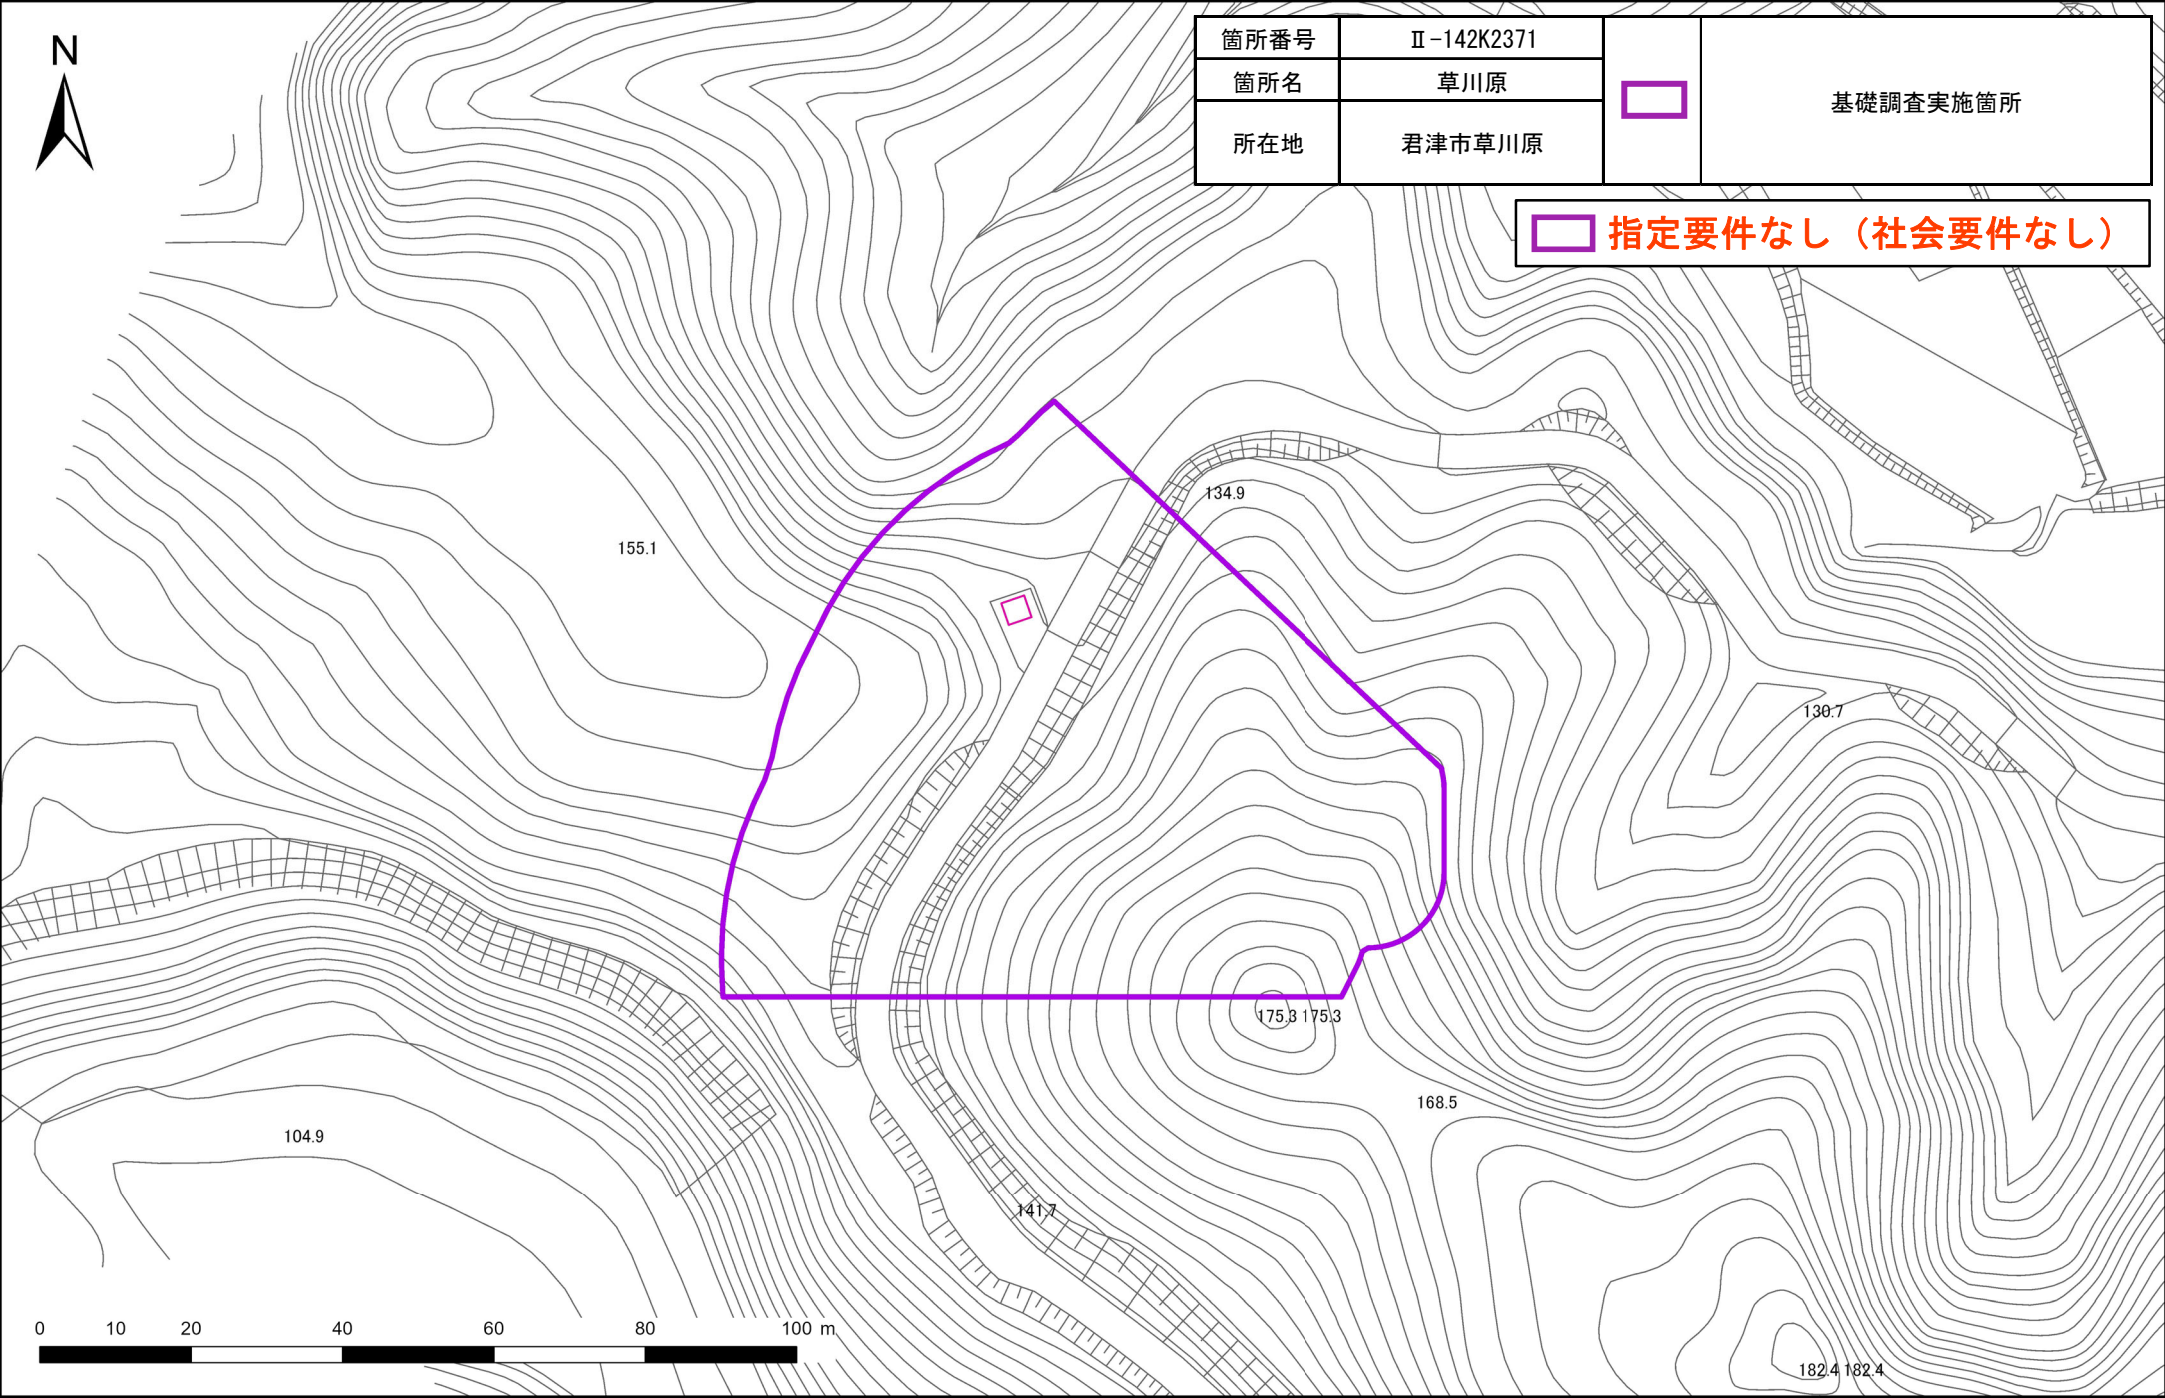 N
箇所番号 Ⅱ-142K2371
箇所名 草川原
所在地 君津市草川原
基礎調査実施箇所
指定要件なし（社会要件なし）
134.9
155.1
130.7
175.3 175.3
168.5
104.9
141.7
0 10 20 40 60 80 100 m
182.4 182.4